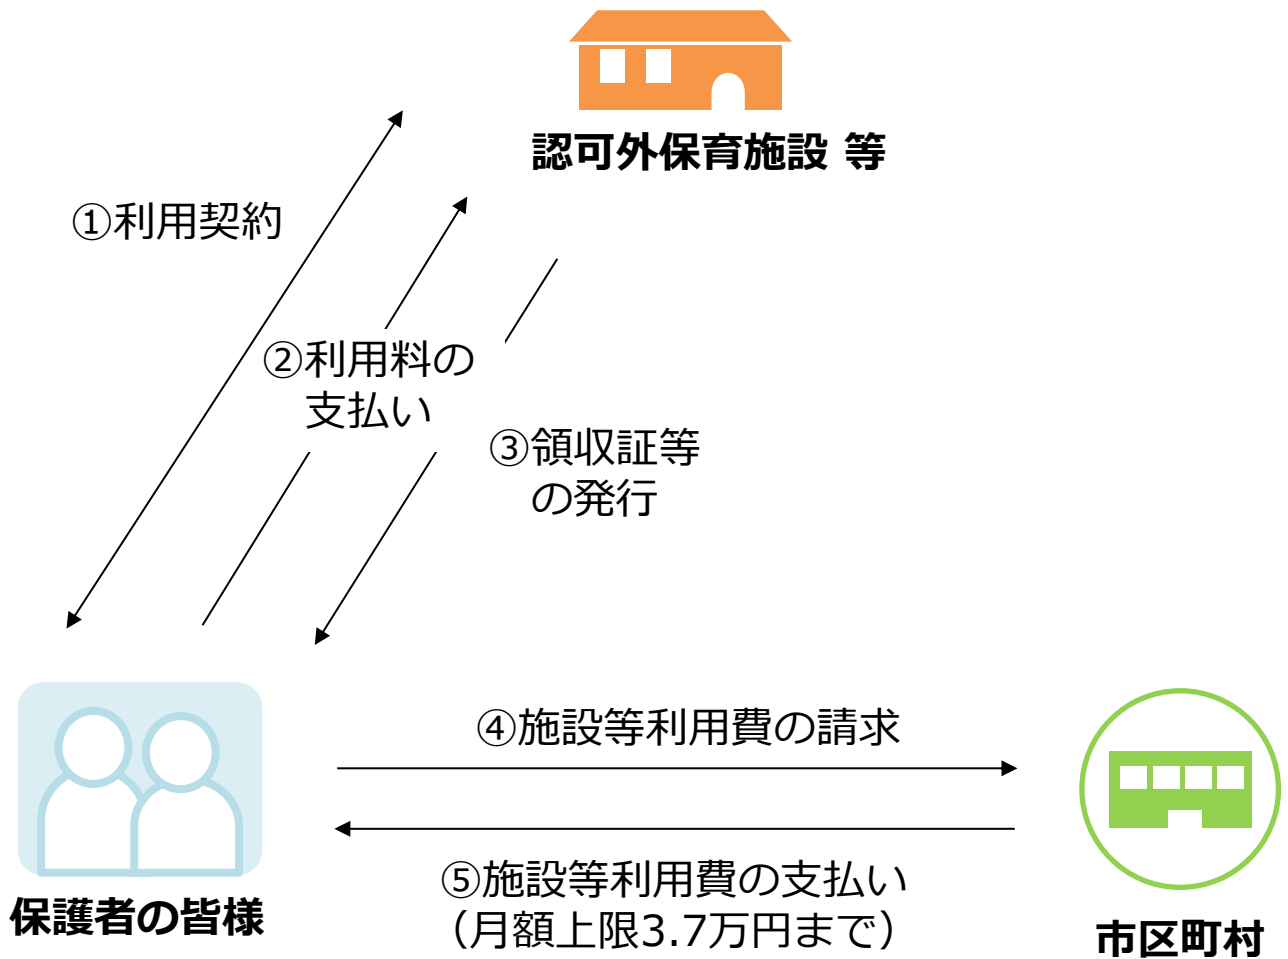 認可外保育施設 等
①利用契約
②利用料の
支払い
③領収証等
の発行
④施設等利用費の請求
⑤施設等利用費の支払い
（月額上限3.7万円まで）
保護者の皆様
市区町村